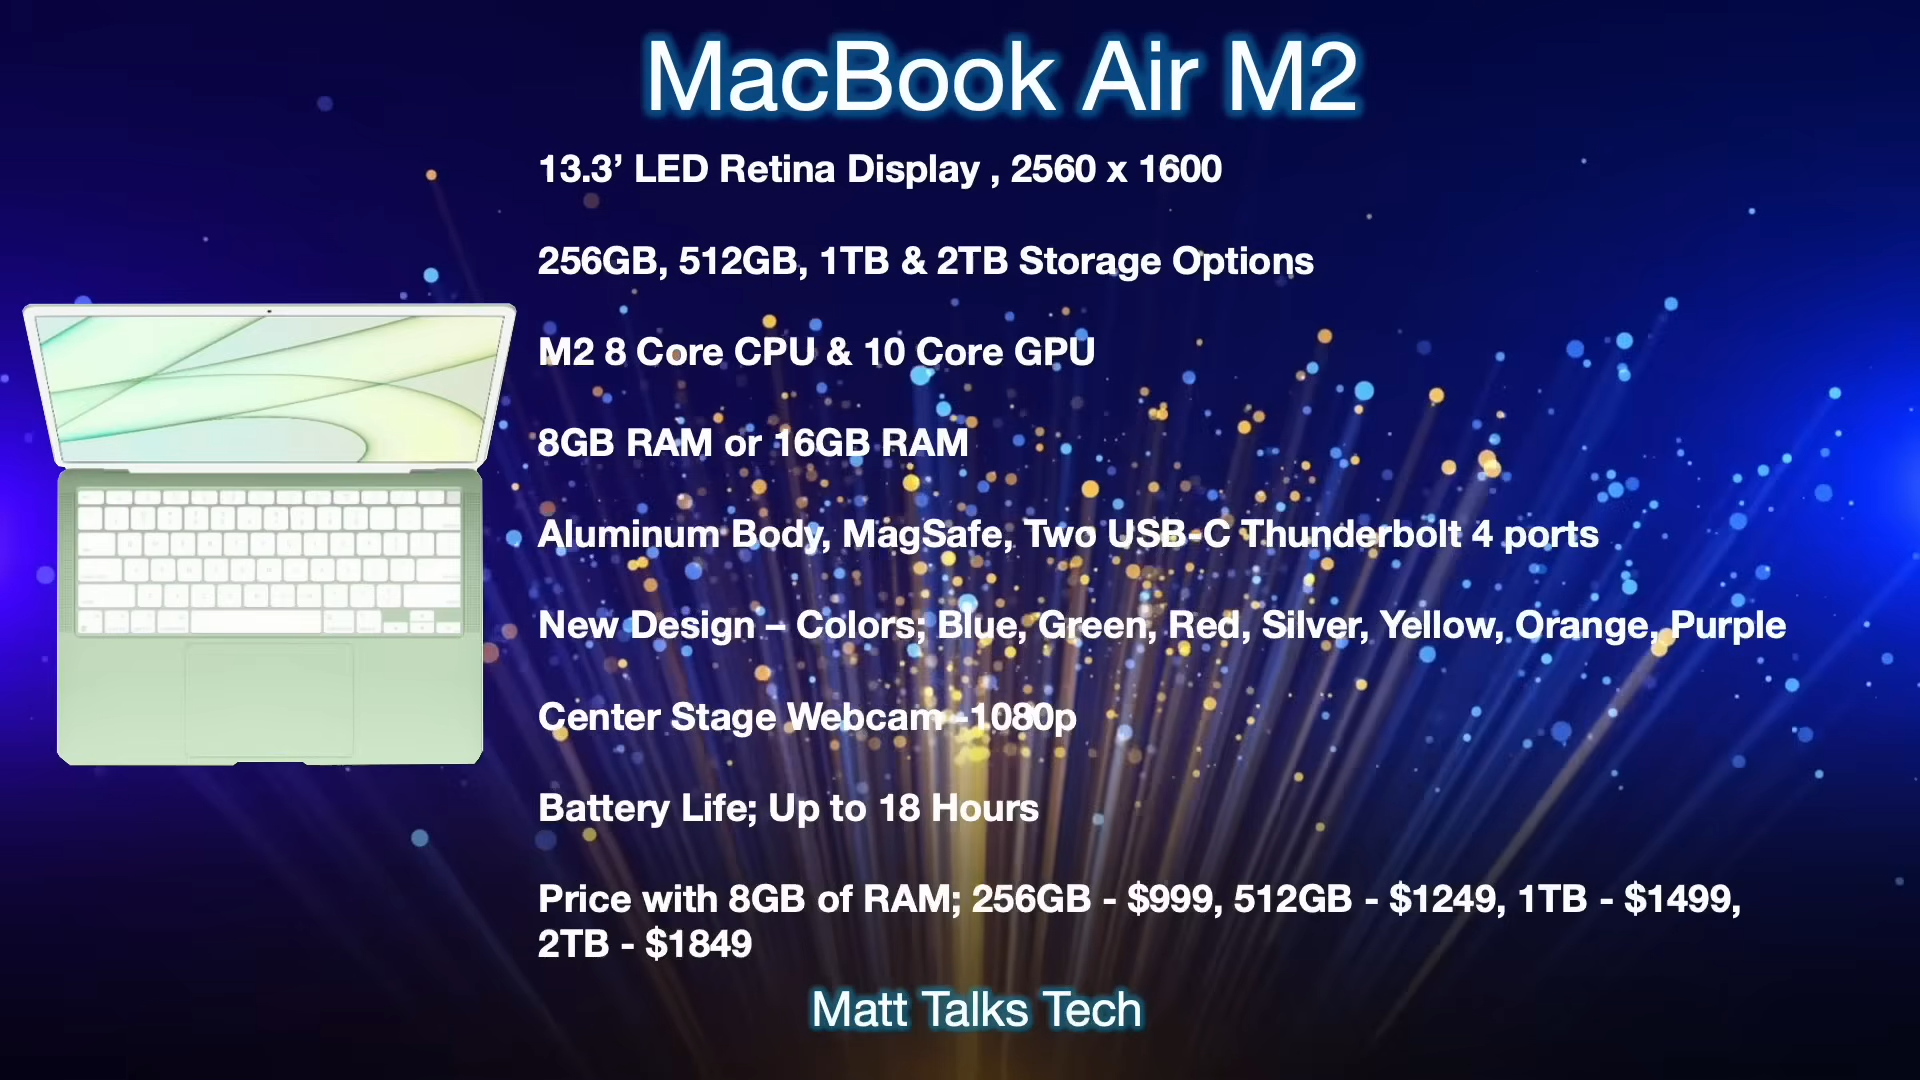 MacBook Air M2
13.3’ LED Retina Display , 2560 x 1600
256GB, 512GB, 1TB & 2TB Storage Options
M2 8 Core CPU & 10 Core GPU
8GB RAM or 16GB RAM
Aluminum Body, MagSafe, Two USB-C Thunderbolt 4 ports
New Design – Colors; Blue, Green, Red, Silver, Yellow, Orange, Purple
Center Stage Webcam -1080p
Battery Life; Up to 18 Hours
Price with 8GB of RAM; 256GB - $999, 512GB - $1249, 1TB - $1499,
2TB - $1849
Matt Talks Tech